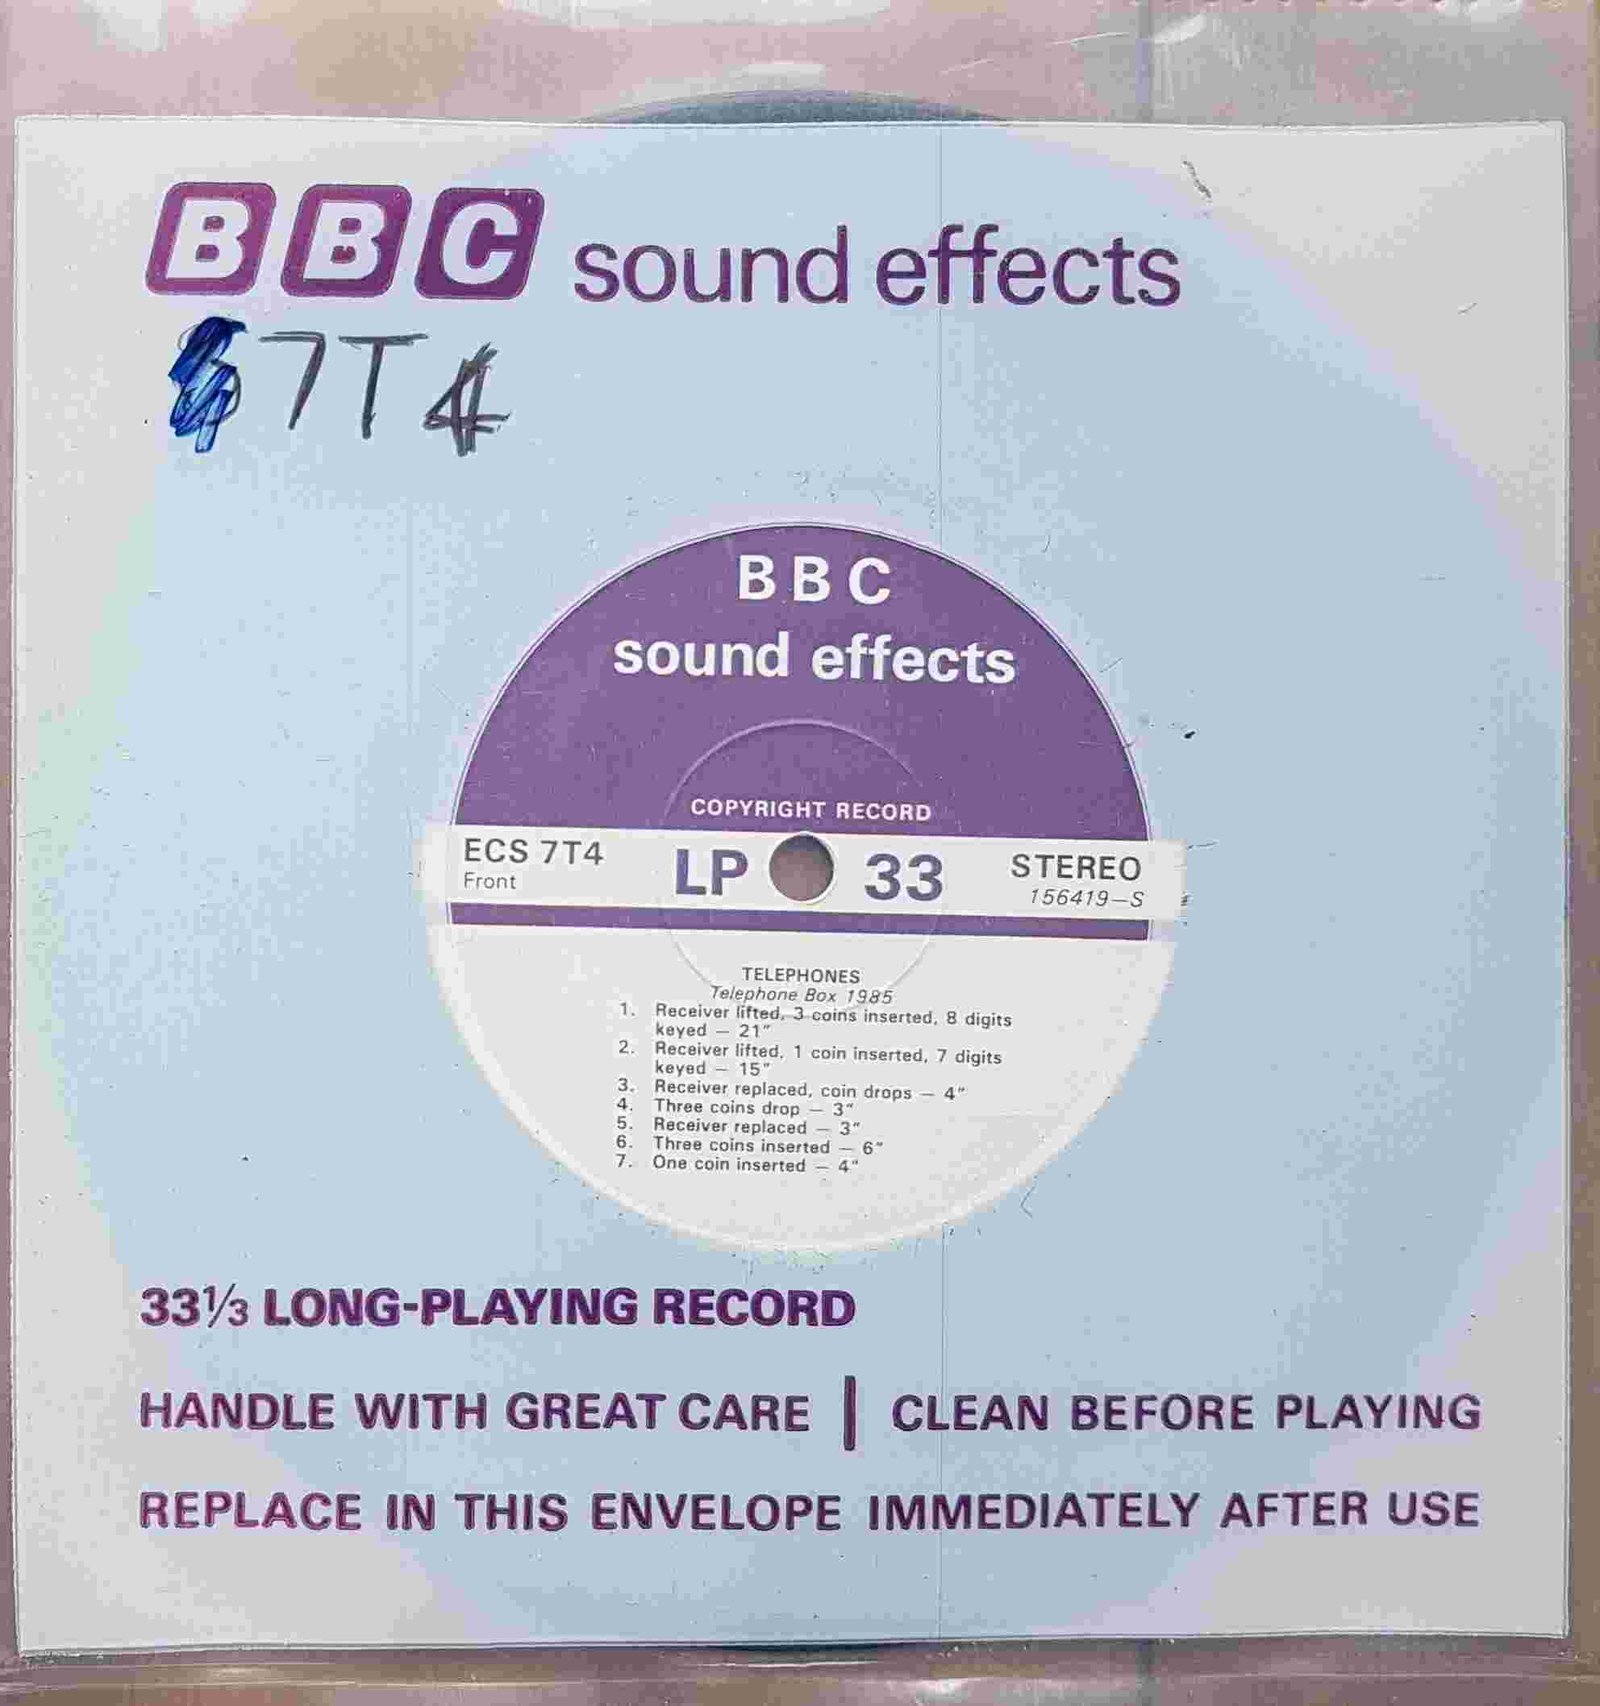 BBC sound effects
7T4
BBC
sound effects
COPYRIGHT RECORD
ECS 7T4
Front
LP 33
STEREO
156419-S
TELEPHONES
Telephone Box 1985
1. Receiver lifted, 3 coins inserted, 8 digits
keyed — 21"
2. Receiver lifted, 1 coin inserted, 7 digits
keyed — 15"
3. Receiver replaced, coin drops — 4"
4. Three coins drop — 3"
5. Receiver replaced — 3"
6. Three coins inserted — 6"
7. One coin inserted — 4"
33⅓ LONG-PLAYING RECORD
HANDLE WITH GREAT CARE | CLEAN BEFORE PLAYING
REPLACE IN THIS ENVELOPE IMMEDIATELY AFTER USE